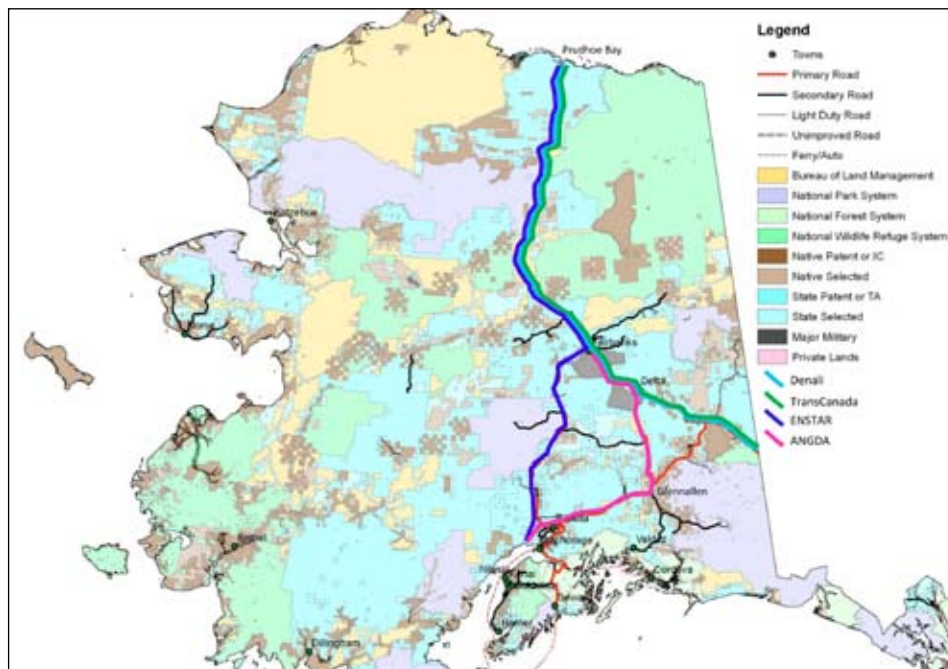 Prudhoe Bay
Legend
Towns
Primary Road
Secondary Road
Light Duty Road
Unimproved Road
Ferry/Auto
Bureau of Land Management
National Park System
National Forest System
National Wildlife Refuge System
Native Patent or IC
Native Selected
State Patent or TA
State Selected
Major Military
Private Lands
Denali
TransCanada
ENSTAR
ANGDA
Delta
Glennallen
Valdez
Cordova
Homer
Dillingham